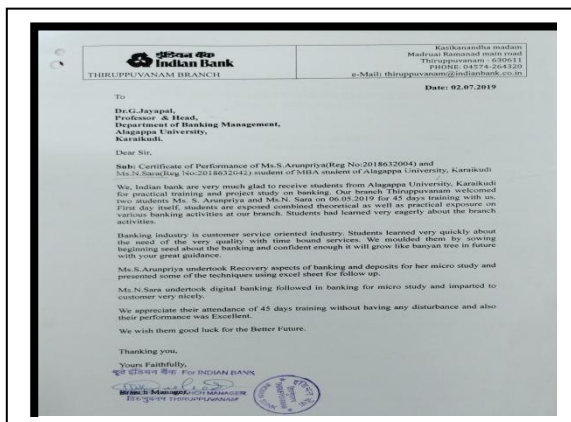 इंडियन बैंक
Indian Bank
THIRUPPUVANAM BRANCH
Kasikanandha madam
Madruai Ramanad main road
Thiruppuvanam - 630611
PHONE: 04574-264320
e-Mail) thiruppuvanam@indianbank.co.in
Date: 02.07.2019
To
Dr.G.Jayapal,
Professor & Head,
Department of Banking Management,
Alagappa University,
Karaikudi.
Dear Sir,
Sub: Certificate of Performance of Ms.S.Arunpriya(Reg No:2018632004) and
Ms.N.Sara(Reg No:2018632042) student of MBA student of Alagappa University, Karaikudi
We, Indian bank are very much glad to receive students from Alagappa University, Karaikudi
for practical training and project study on banking. Our branch Thiruppuvanam welcomed
two students Ms. S. Arunpriya and Ms.N. Sara on 06.05.2019 for 45 days training with us.
First day itself, students are exposed combined theoretical as well as practical exposure on
various banking activities at our branch. Students had learned very eagerly about the branch
activities.
Banking industry is customer service oriented industry. Students learned very quickly about
the need of the very quality with time bound services. We moulded them by sowing
beginning seed about the banking and confident enough it will grow like banyan tree in future
with your great guidance.
Ms.S.Arunpriya undertook Recovery aspects of banking and deposits for her micro study and
presented some of the techniques using excel sheet for follow up.
Ms.N.Sara undertook digital banking followed in banking for micro study and imparted to
customer very nicely.
We appreciate their attendance of 45 days training without having any disturbance and also
their performance was Excellent.
We wish them good luck for the Better Future.
Thanking you,
Yours Faithfully,
इंडियन बैंक For INDIAN BANK
Branch Manager MANAGER
THIRUPPUVANAM